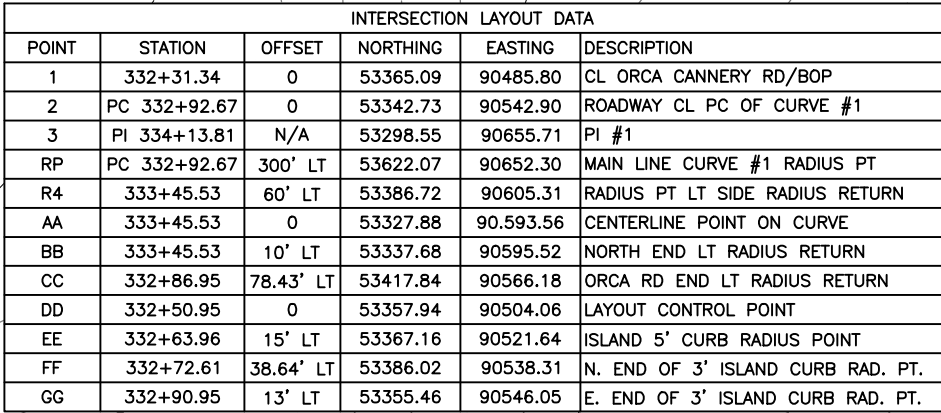 INTERSECTION LAYOUT DATA
POINT STATION OFFSET NORTHING EASTING DESCRIPTION
1 332+31.34 0 53365.09 90485.80 CL ORCA CANNERY RD/BOP
2 PC 332+92.67 0 53342.73 90542.90 ROADWAY CL PC OF CURVE #1
3 PI 334+13.81 N/A 53298.55 90655.71 PI #1
RP PC 332+92.67 300' LT 53622.07 90652.30 MAIN LINE CURVE #1 RADIUS PT
R4 333+45.53 60' LT 53386.72 90605.31 RADIUS PT LT SIDE RADIUS RETURN
AA 333+45.53 0 53327.88 90.593.56 CENTERLINE POINT ON CURVE
BB 333+45.53 10' LT 53337.68 90595.52 NORTH END LT RADIUS RETURN
CC 332+86.95 78.43' LT 53417.84 90566.18 ORCA RD END LT RADIUS RETURN
DD 332+50.95 0 53357.94 90504.06 LAYOUT CONTROL POINT
EE 332+63.96 15' LT 53367.16 90521.64 ISLAND 5' CURB RADIUS POINT
FF 332+72.61 38.64' LT 53386.02 90538.31 N. END OF 3' ISLAND CURB RAD. PT.
GG 332+90.95 13' LT 53355.46 90546.05 E. END OF 3' ISLAND CURB RAD. PT.